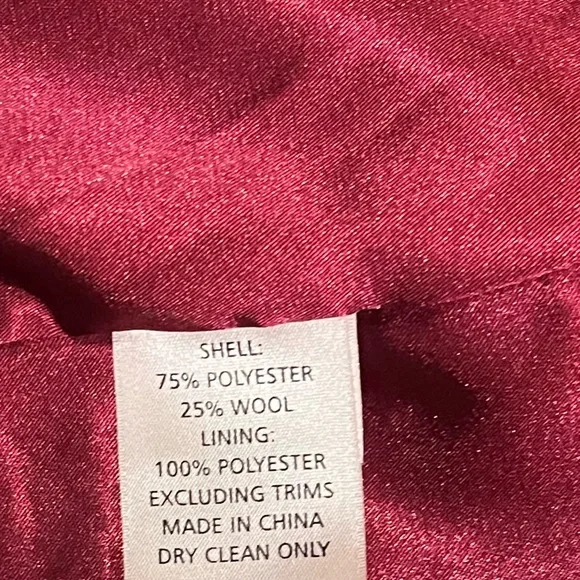 SHELL:
75% POLYESTER
25% WOOL
LINING:
100% POLYESTER
EXCLUDING TRIMS
MADE IN CHINA
DRY CLEAN ONLY